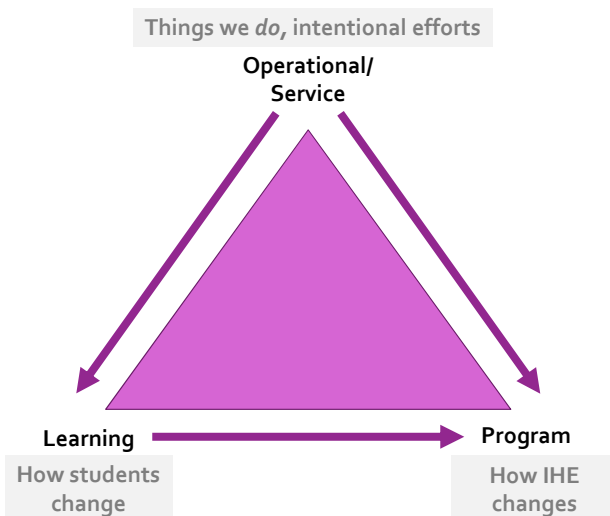 Things we do, intentional efforts
Operational/
Service
Learning
Program
How students
change
How IHE
changes